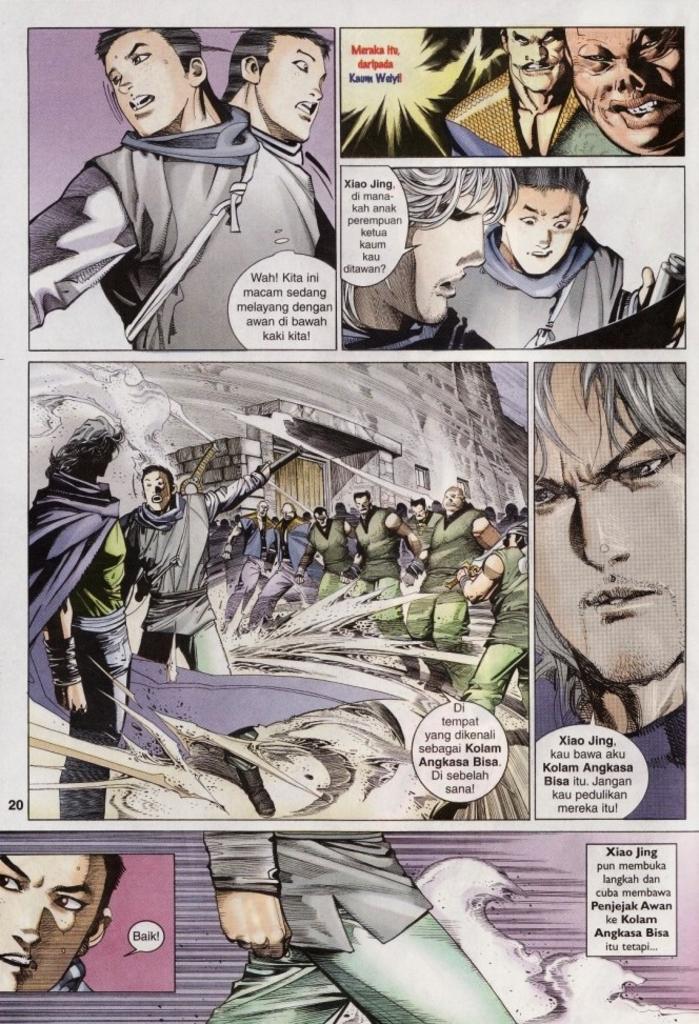 Wah! Kita ini
macam sedang
melayang dengan
awan di bawah
kaki kita!
Meraka itu,
daripada
Kaum Weiyi!
Xiao Jing,
di mana-
kah anak
perempuan
ketua
kaum
kau
ditawan?
Di
tempat
yang dikenali
sebagai Kolam
Angkasa Bisa.
Di sebelah
sana!
Xiao Jing,
kau bawa aku
Kolam Angkasa
Bisa itu. Jangan
kau pedulikan
mereka itu!
20
Baik!
Xiao Jing
pun membuka
langkah dan
cuba membawa
Penjejak Awan
ke Kolam
Angkasa Bisa
itu tetapi...